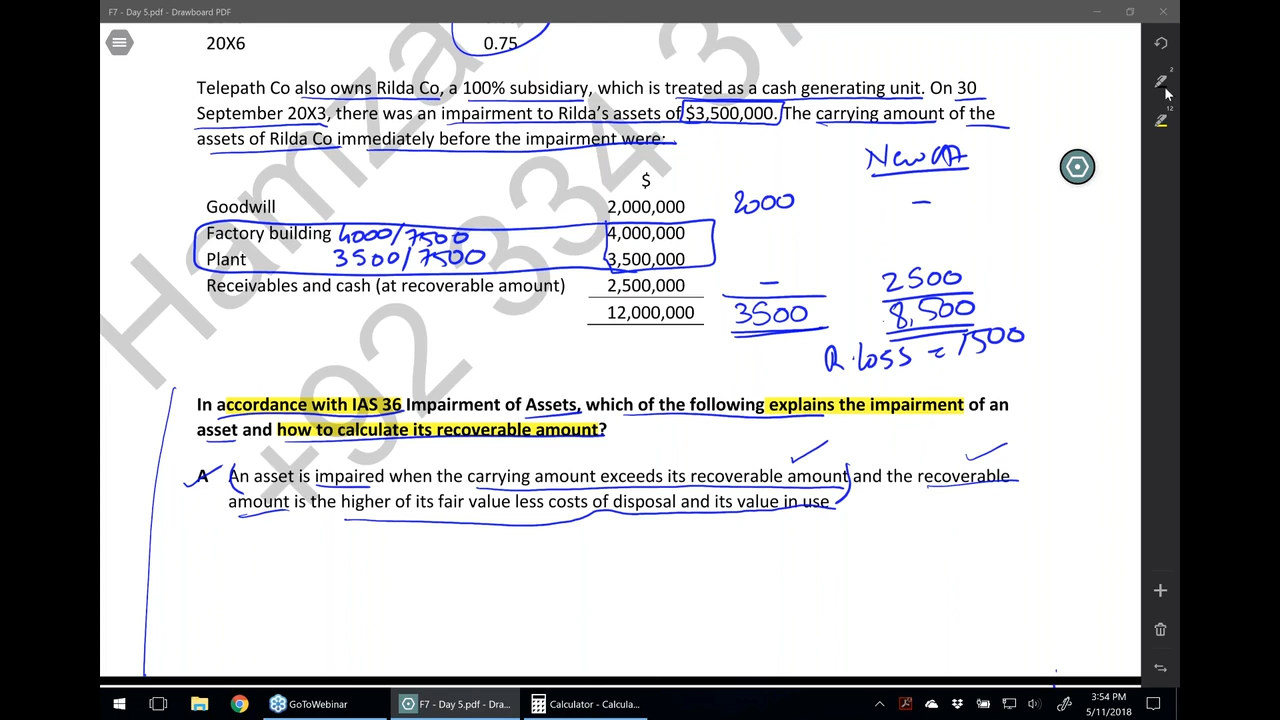 F7 - Day 5.pdf - Drawboard PDF
20X6 0.75
Telepath Co also owns Rilda Co, a 100% subsidiary, which is treated as a cash generating unit. On 30
September 20X3, there was an impairment to Rilda's assets of $3,500,000. The carrying amount of the
assets of Rilda Co immediately before the impairment were:
New CA
$
Goodwill 2,000,000 2000 -
Factory building 4000/7500 4,000,000
Plant 3500/7500 3,500,000
Receivables and cash (at recoverable amount) 2,500,000 - 2500
12,000,000 3500 8,500
R.loss = 1500
In accordance with IAS 36 Impairment of Assets, which of the following explains the impairment of an
asset and how to calculate its recoverable amount?
A An asset is impaired when the carrying amount exceeds its recoverable amount and the recoverable
amount is the higher of its fair value less costs of disposal and its value in use
Hamza
+92 334 31
2
12
GoToWebinar
F7 - Day 5.pdf - Dra...
Calculator - Calcula...
3:54 PM
5/11/2018